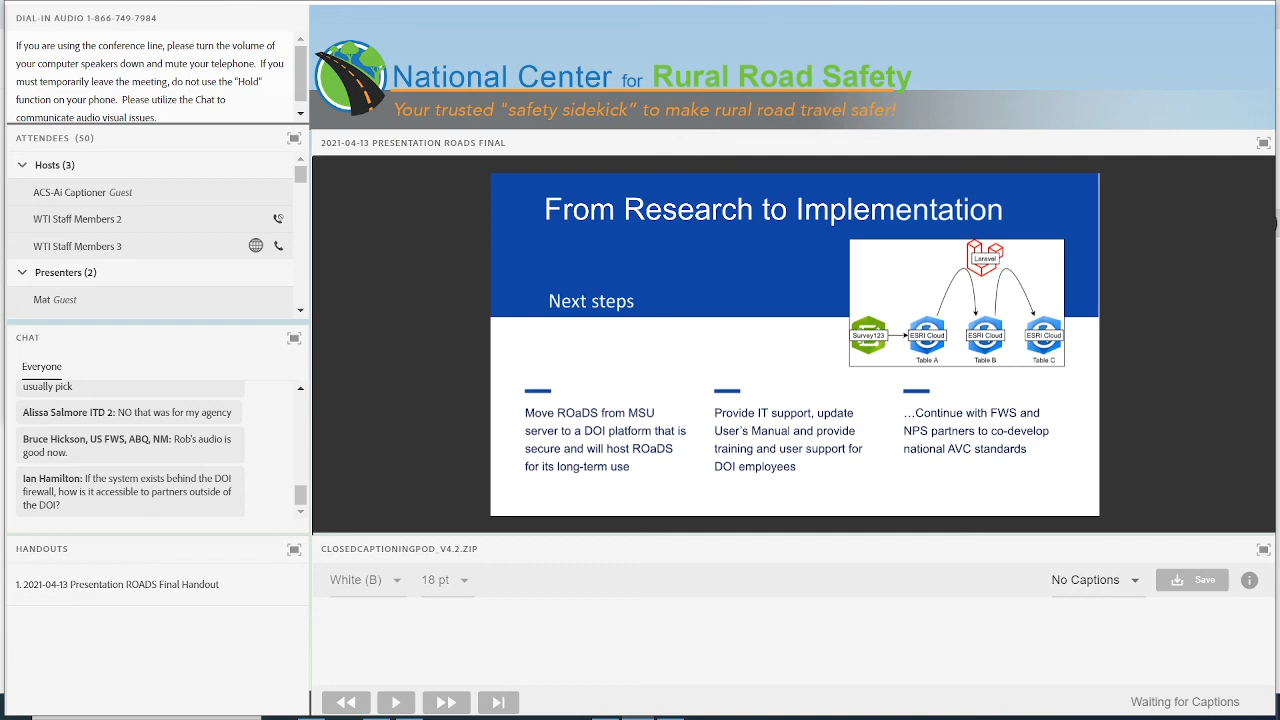 DIAL-IN AUDIO 1-866-749-7984
If you are using the conference line, please turn the volume of
your computer speakers down and mute your telephone. If you
must temporarily leave the meeting, do not use the "Hold"
function on your phone. Please utilize the Chat to
communicate audio visual issues.
ATTENDEES (50)
Hosts (3)
ACS-Ai Captioner Guest
WTI Staff Members 2
WTI Staff Members 3
Presenters (2)
Mat Guest
CHAT
Everyone
usually pick
Alissa Salmore ITD 2: NO that was for my agency
Bruce Hickson, US FWS, ABQ, NM: Rob's audio is
good now.
Ian Hamilton: If the system exists behind the DOI
firewall, how is it accessible to partners outside of
the DOI?
HANDOUTS
1. 2021-04-13 Presentation ROADS Final Handout
National Center for Rural Road Safety
Your trusted "safety sidekick" to make rural road travel safer!
2021-04-13 PRESENTATION ROADS FINAL
From Research to Implementation
Next steps
Laravel
Survey123
ESRI Cloud
ESRI Cloud
ESRI Cloud
Table A
Table B
Table C
Move ROaDS from MSU
server to a DOI platform that is
secure and will host ROaDS
for its long-term use
Provide IT support, update
User's Manual and provide
training and user support for
DOI employees
…Continue with FWS and
NPS partners to co-develop
national AVC standards
CLOSEDCAPTIONINGPOD_V4.2.ZIP
White (B)
18 pt
No Captions
Save
Waiting for Captions